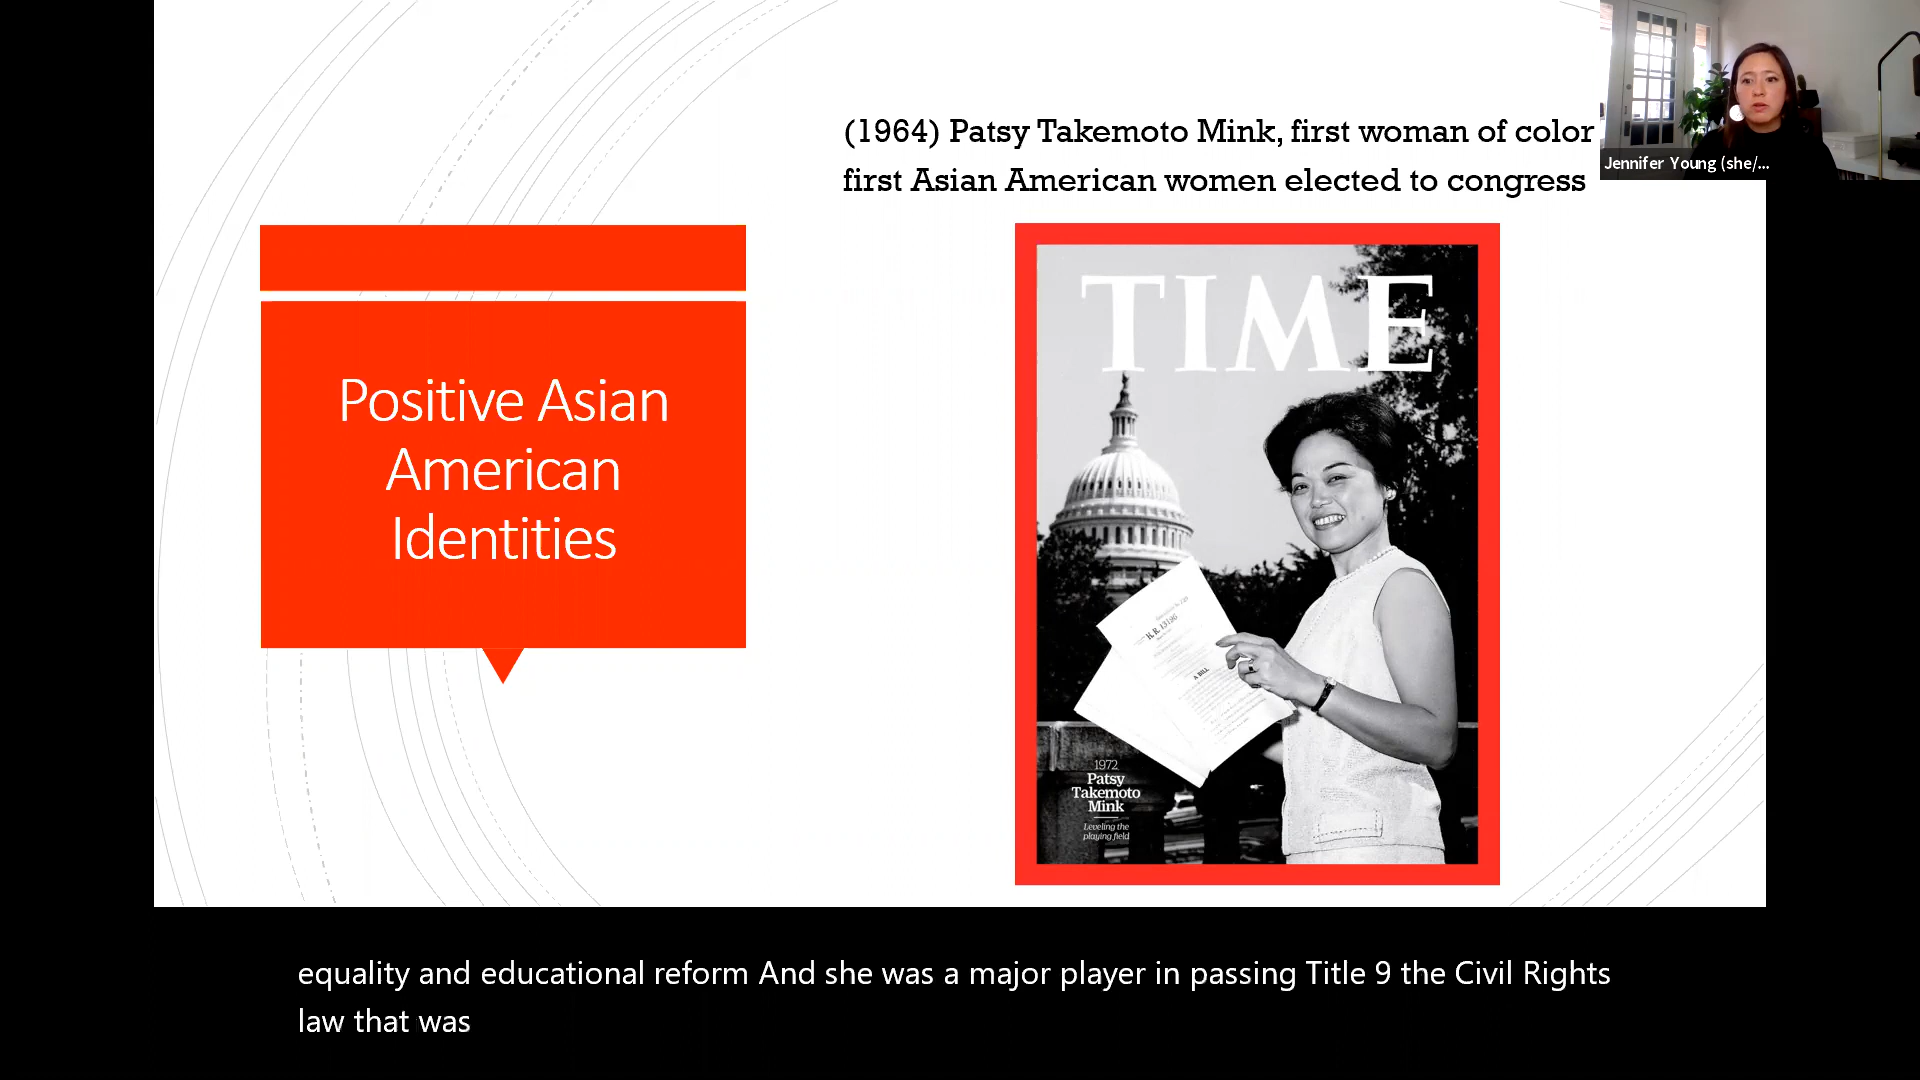 (1964) Patsy Takemoto Mink, first woman of color
first Asian American women elected to congress
Jennifer Young (she/...
Positive Asian
American
Identities
TIME
H.R. 13196
A BILL
1972
Patsy
Takemoto
Mink
Leveling the
playing field
equality and educational reform And she was a major player in passing Title 9 the Civil Rights
law that was